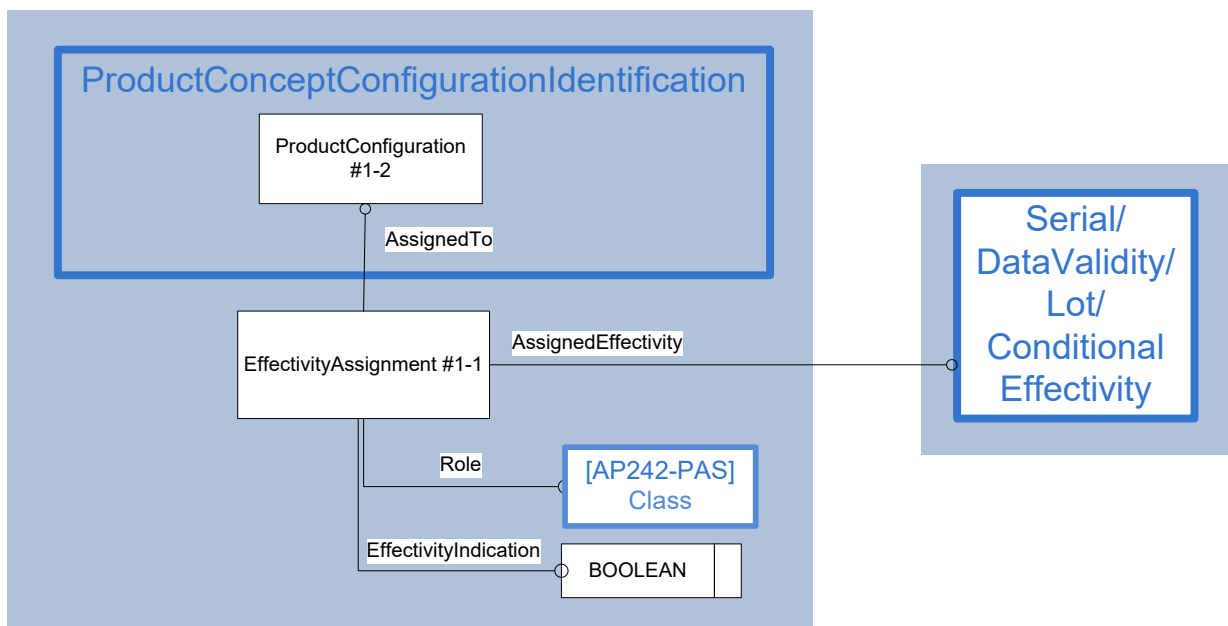 ProductConceptConfigurationIdentification
ProductConfiguration
#1-2
AssignedTo
EffectivityAssignment #1-1
AssignedEffectivity
Serial/
DataValidity/
Lot/
Conditional
Effectivity
Role
[AP242-PAS]
Class
EffectivityIndication
BOOLEAN